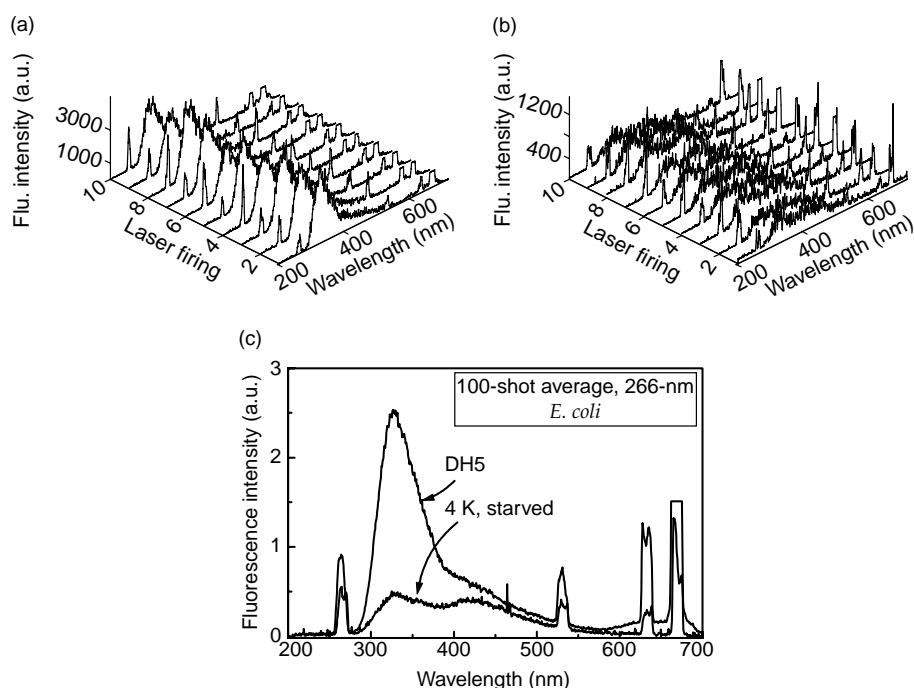 (a)
Flu. intensity (a.u.)
3000
1000
10
8
6
4
2
Laser firing
200
400
600
Wavelength (nm)
(b)
Flu. intensity (a.u.)
1200
400
10
8
6
4
2
Laser firing
200
400
600
Wavelength (nm)
(c)
Fluorescence intensity (a.u.)
3
2
1
0
100-shot average, 266-nm
E. coli
DH5
4 K, starved
200 300 400 500 600 700
Wavelength (nm)